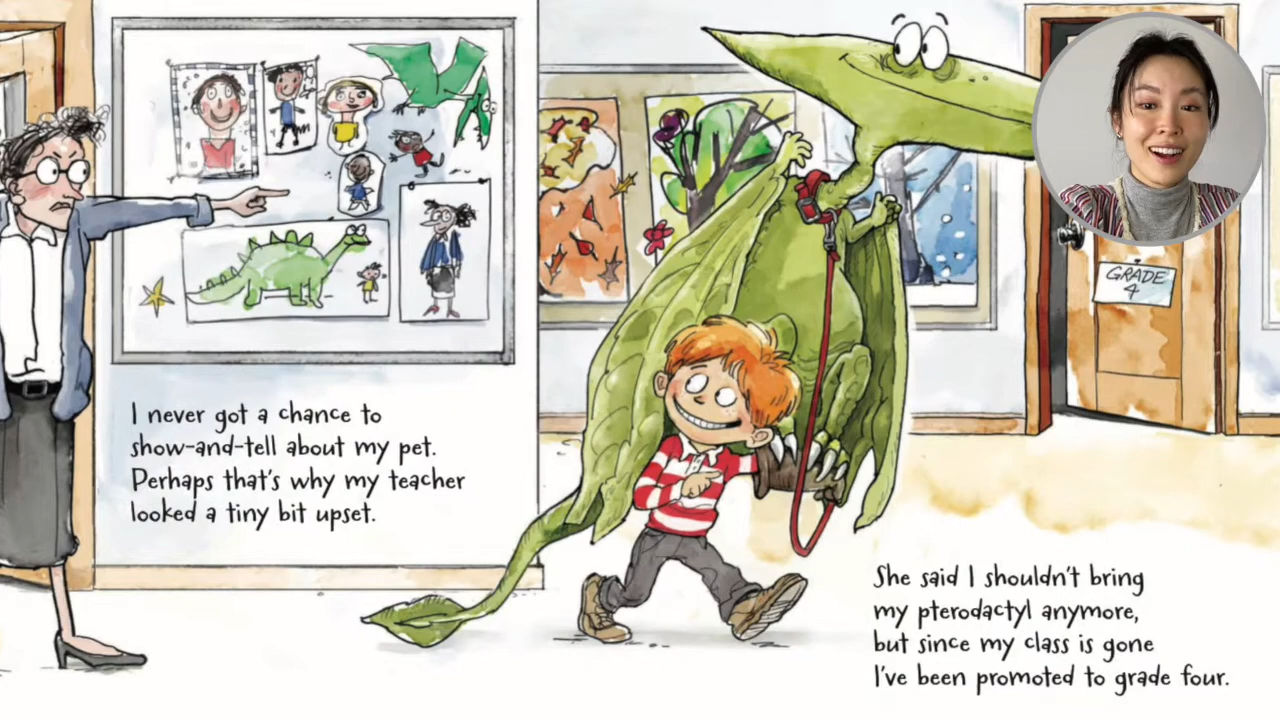 I never got a chance to
show-and-tell about my pet.
Perhaps that's why my teacher
looked a tiny bit upset.
GRADE
4
She said I shouldn't bring
my pterodactyl anymore,
but since my class is gone
I've been promoted to grade four.